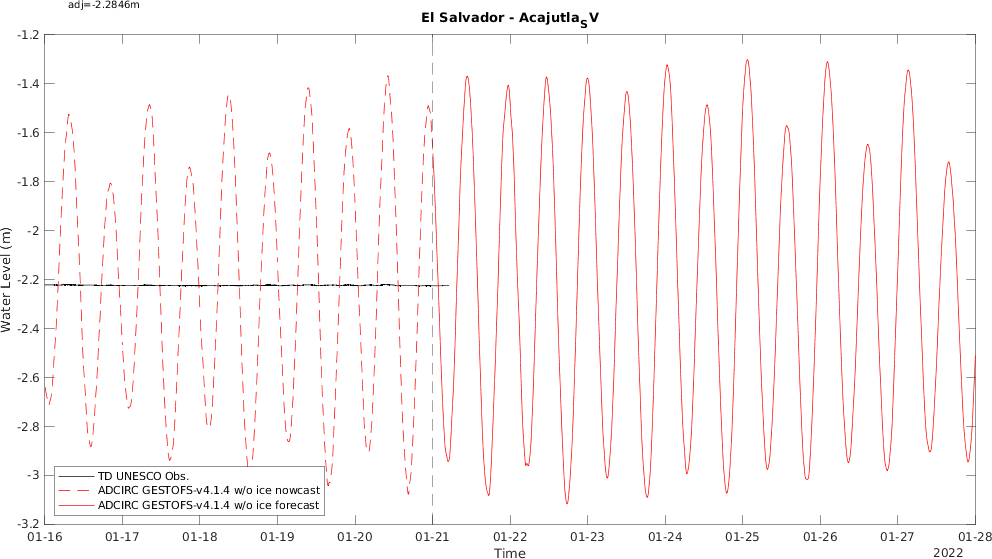 adj=-2.2846m
El Salvador - AcajutlaSV
-1.2
-1.4
-1.6
-1.8
-2
-2.2
-2.4
-2.6
-2.8
-3
-3.2
Water Level (m)
TD UNESCO Obs.
ADCIRC GESTOFS-v4.1.4 w/o ice nowcast
ADCIRC GESTOFS-v4.1.4 w/o ice forecast
01-16 01-17 01-18 01-19 01-20 01-21 01-22 01-23 01-24 01-25 01-26 01-27 01-28
Time
2022